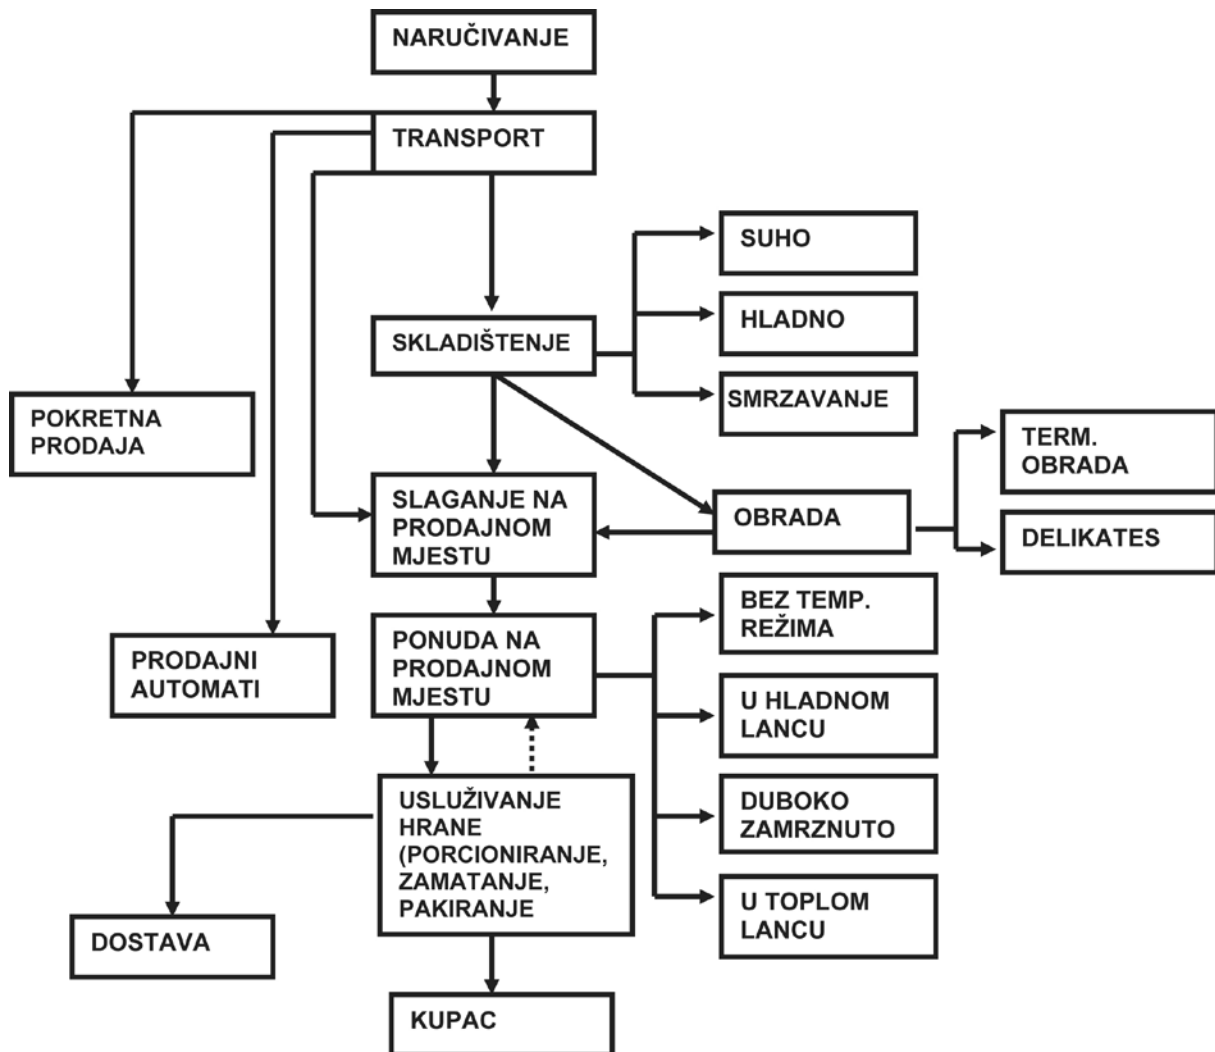 NARUČIVANJE
TRANSPORT
SUHO
HLADNO
SKLADIŠTENJE
SMRZAVANJE
POKRETNA
PRODAJA
TERM.
OBRADA
SLAGANJE NA
PRODAJNOM
MJESTU
OBRADA
DELIKATES
BEZ TEMP.
REŽIMA
PONUDA NA
PRODAJNOM
MJESTU
PRODAJNI
AUTOMATI
U HLADNOM
LANCU
USLUŽIVANJE
HRANE
(PORCIONIRANJE,
ZAMATANJE,
PAKIRANJE
DUBOKO
ZAMRZNUTO
U TOPLOM
LANCU
DOSTAVA
KUPAC